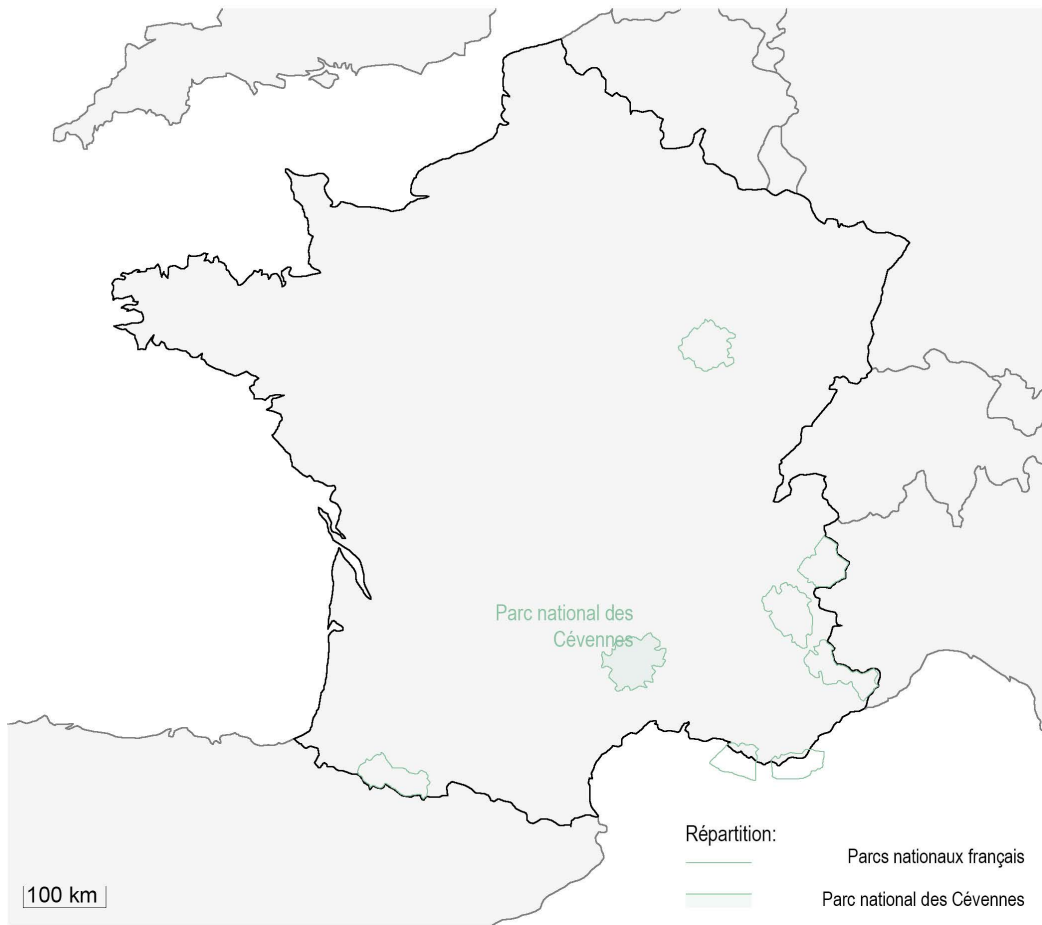 Parc national des
Cévennes
Répartition:
Parcs nationaux français
Parc national des Cévennes
100 km